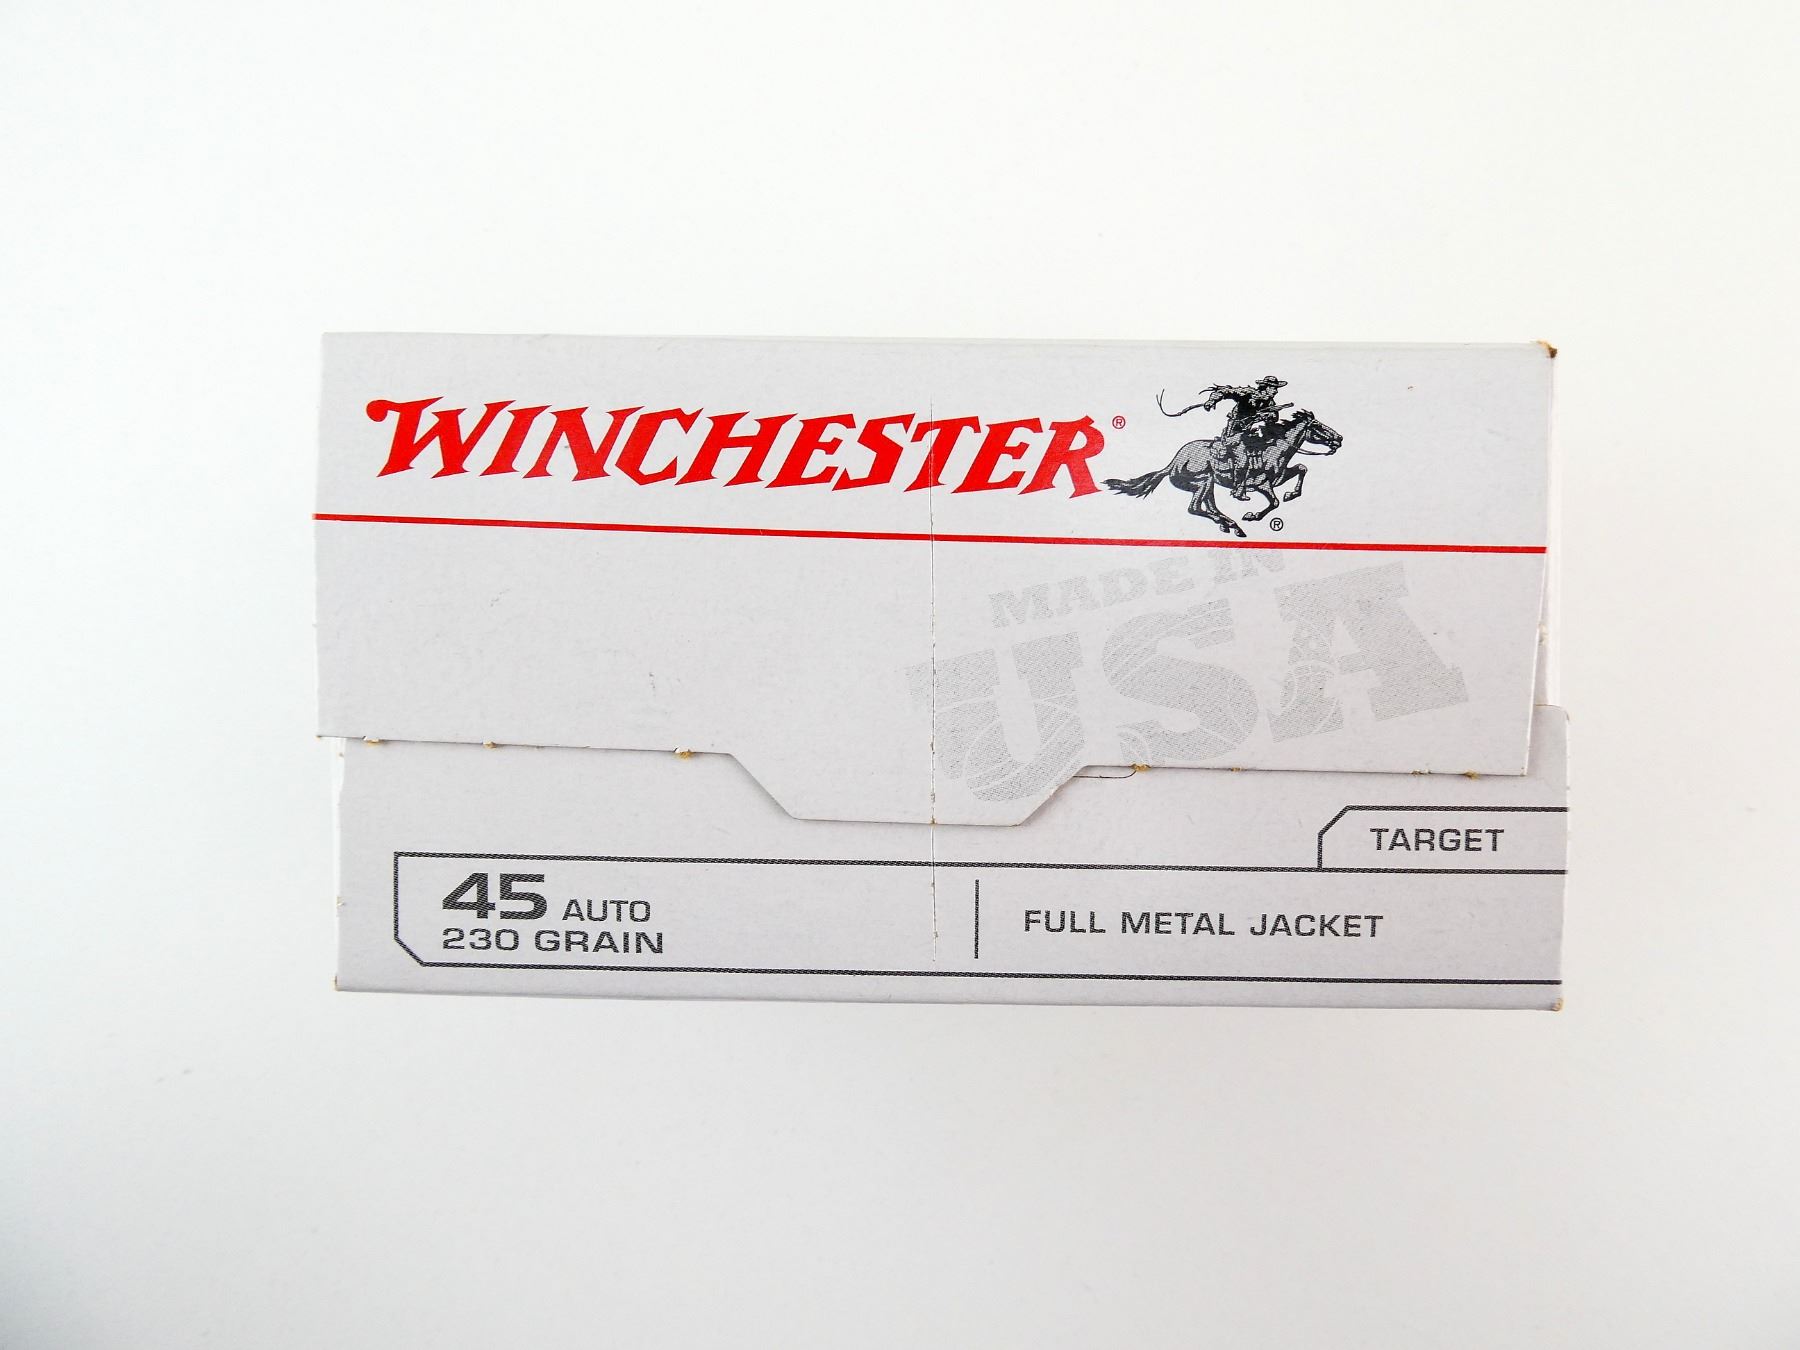 WINCHESTER®
®
MADE IN
USA
TARGET
45 AUTO
230 GRAIN
FULL METAL JACKET